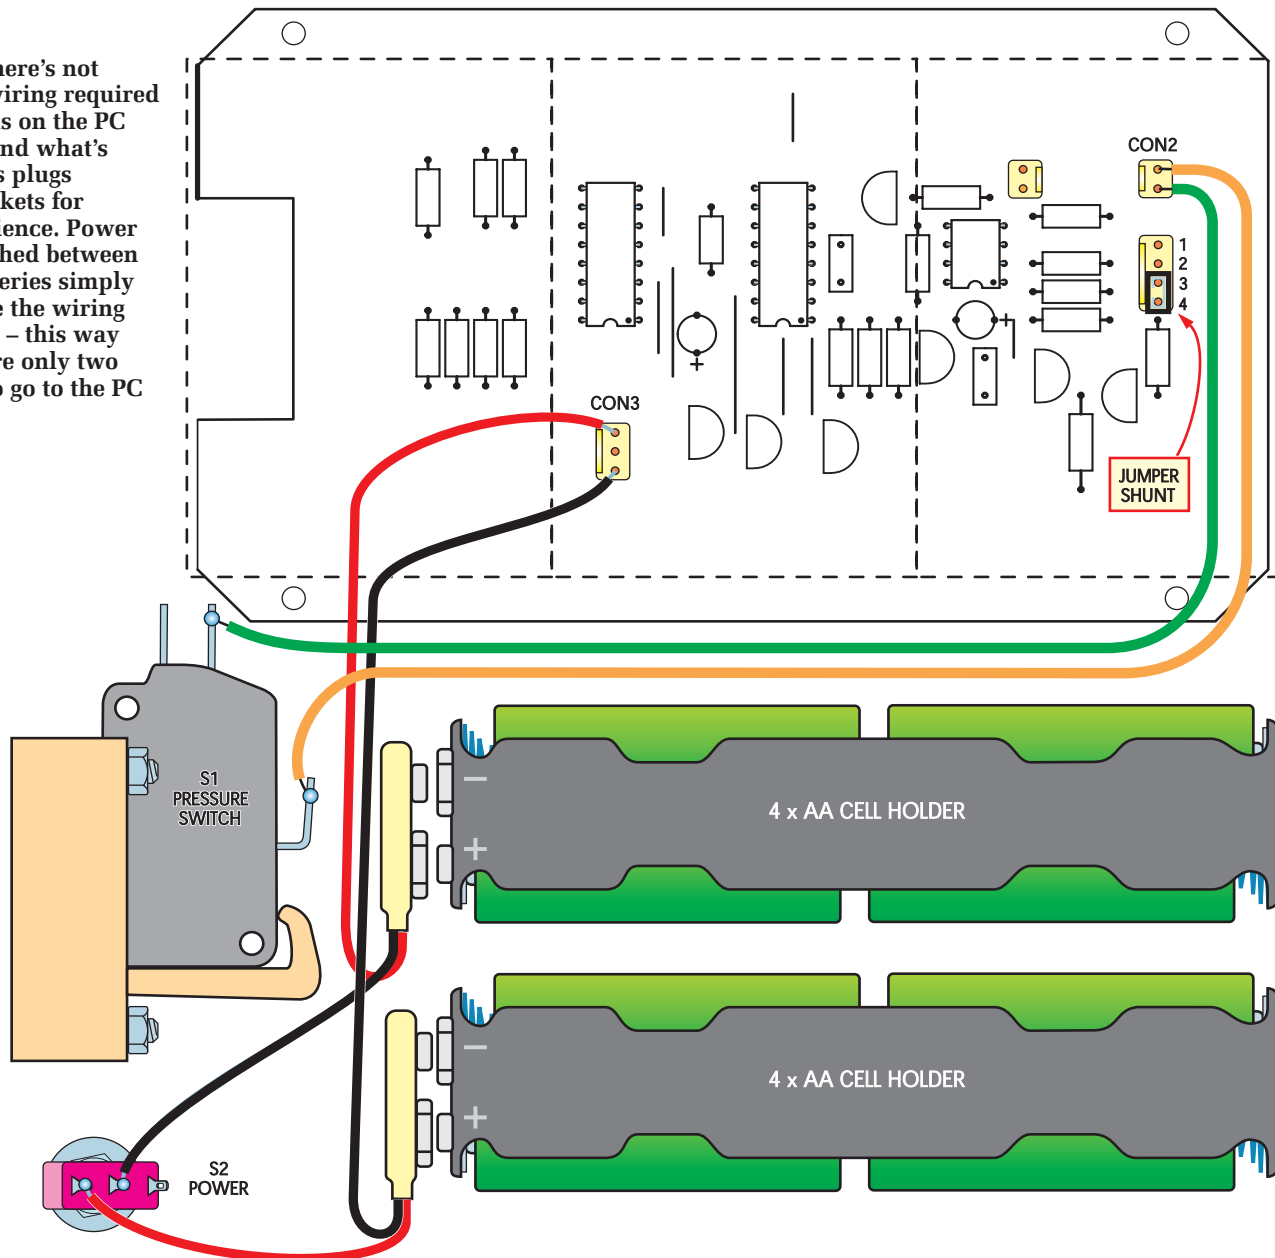 here's not
wiring required
s on the PC
nd what's
s plugs
kets for
ience. Power
hed between
eries simply
e the wiring
– this way
re only two
o go to the PC
CON2
1
2
3
4
CON3
+
+
JUMPER
SHUNT
S1
PRESSURE
SWITCH
−
+
4 x AA CELL HOLDER
−
+
4 x AA CELL HOLDER
S2
POWER